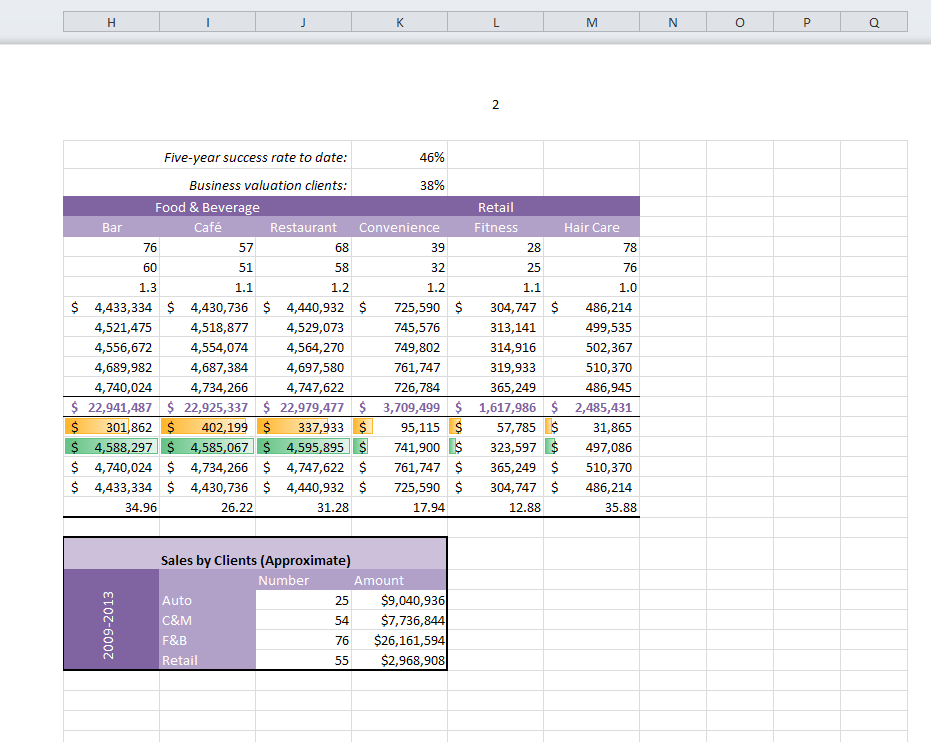 H I J K L M N O P Q
2
Five-year success rate to date: 46%
Business valuation clients: 38%
Food & Beverage Retail
Bar Café Restaurant Convenience Fitness Hair Care
76 57 68 39 28 78
60 51 58 32 25 76
1.3 1.1 1.2 1.2 1.1 1.0
$ 4,433,334 $ 4,430,736 $ 4,440,932 $ 725,590 $ 304,747 $ 486,214
4,521,475 4,518,877 4,529,073 745,576 313,141 499,535
4,556,672 4,554,074 4,564,270 749,802 314,916 502,367
4,689,982 4,687,384 4,697,580 761,747 319,933 510,370
4,740,024 4,734,266 4,747,622 726,784 365,249 486,945
$ 22,941,487 $ 22,925,337 $ 22,979,477 $ 3,709,499 $ 1,617,986 $ 2,485,431
$ 301,862 $ 402,199 $ 337,933 $ 95,115 $ 57,785 $ 31,865
$ 4,588,297 $ 4,585,067 $ 4,595,895 $ 741,900 $ 323,597 $ 497,086
$ 4,740,024 $ 4,734,266 $ 4,747,622 $ 761,747 $ 365,249 $ 510,370
$ 4,433,334 $ 4,430,736 $ 4,440,932 $ 725,590 $ 304,747 $ 486,214
34.96 26.22 31.28 17.94 12.88 35.88
Sales by Clients (Approximate)
Number Amount
2009-2013
Auto 25 $9,040,936
C&M 54 $7,736,844
F&B 76 $26,161,594
Retail 55 $2,968,908